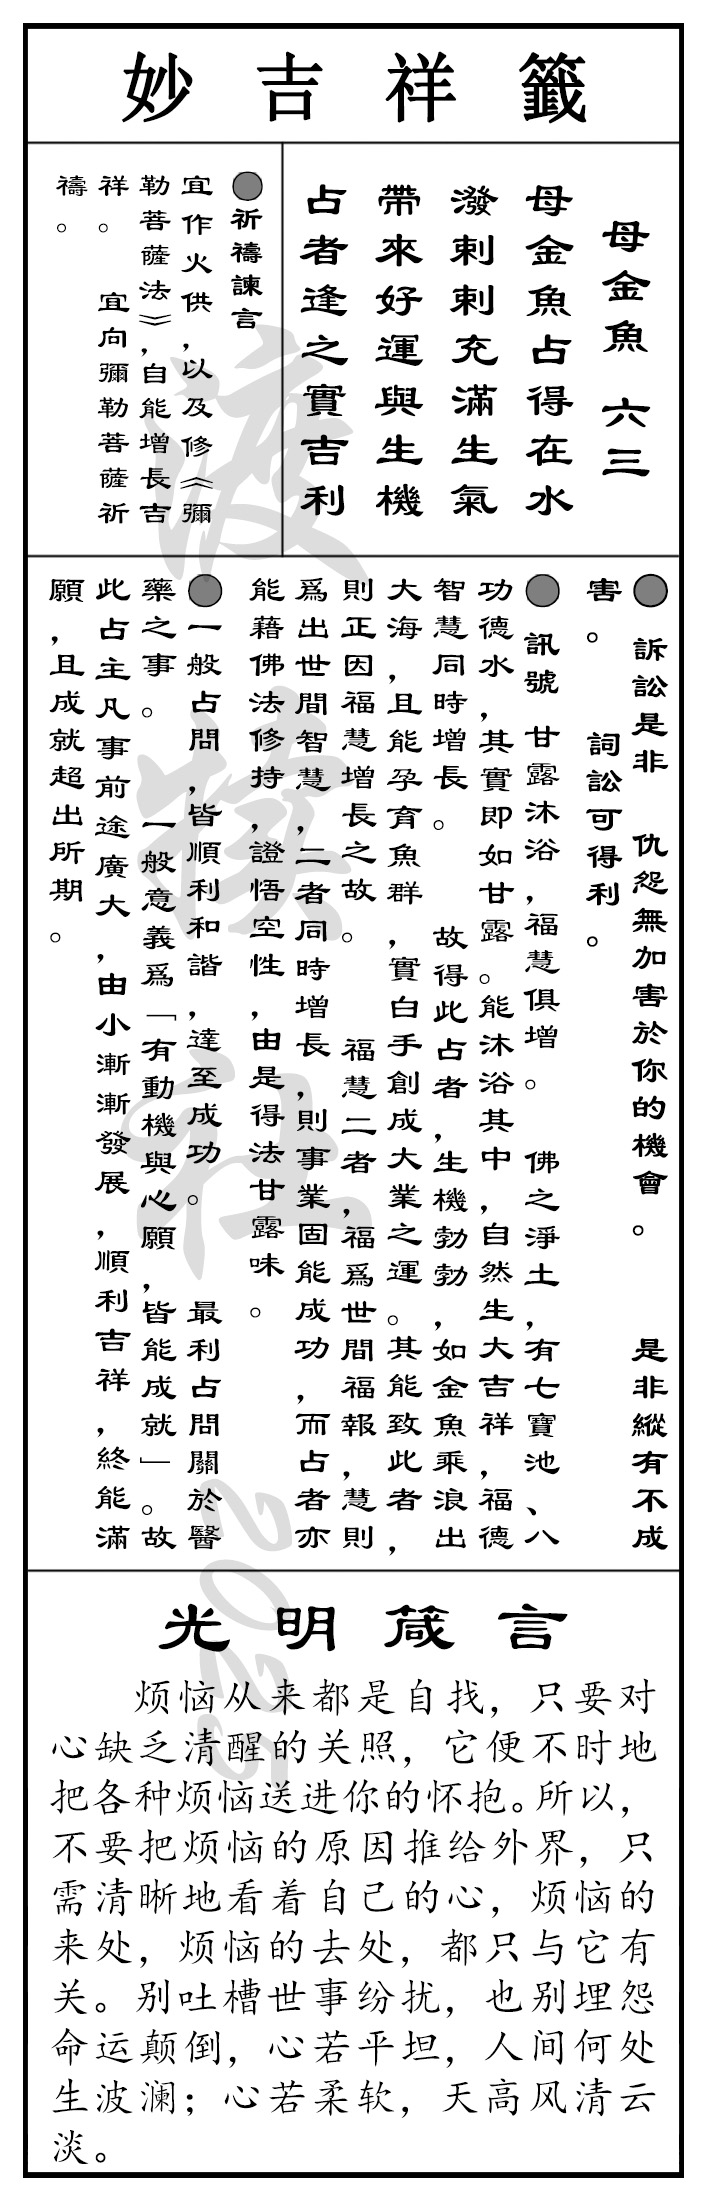 妙吉祥籤
母金魚 六三
母金魚占得在水
潑剌剌充滿生氣
帶來好運與生機
占者逢之實吉利
●祈禱諫言
宜作火供,以及修《彌
勒菩薩法》,自能增長吉
祥。 宜向彌勒菩薩祈
禱。
● 訴訟是非 仇怨無加害於你的機會。 是非縱有不成
害。 詞訟可得利。
● 訊號 甘露沐浴,福慧俱增。 佛之淨土,有七寶池、八
功德水,其實即如甘露。能沐浴其中,自然生大吉祥,福德
智慧同時增長。 故得此占者,生機勃勃,如金魚乘浪出
大海,且能孕育魚群,實白手創成大業之運。其能致此者,
則正因福慧增長之故。 福慧二者,福爲世間福報,慧則
爲出世間智慧,二者同時增長,則事業固能成功,而占者亦
能藉佛法修持,證悟空性,由是得法甘露味。
●一般占問,皆順利和諧,達至成功。 最利占問關於醫
藥之事。 一般意義爲「有動機與心願,皆能成就」。故
此占主凡事前途廣大,由小漸漸發展,順利吉祥,終能滿
願,且成就超出所期。
光明箴言
烦恼从来都是自找，只要对
心缺乏清醒的关照，它便不时地
把各种烦恼送进你的怀抱。所以，
不要把烦恼的原因推给外界，只
需清晰地看着自己的心，烦恼的
来处，烦恼的去处，都只与它有
关。别吐槽世事纷扰，也别埋怨
命运颠倒，心若平坦，人间何处
生波澜；心若柔软，天高风清云
淡。
渡 社 2025